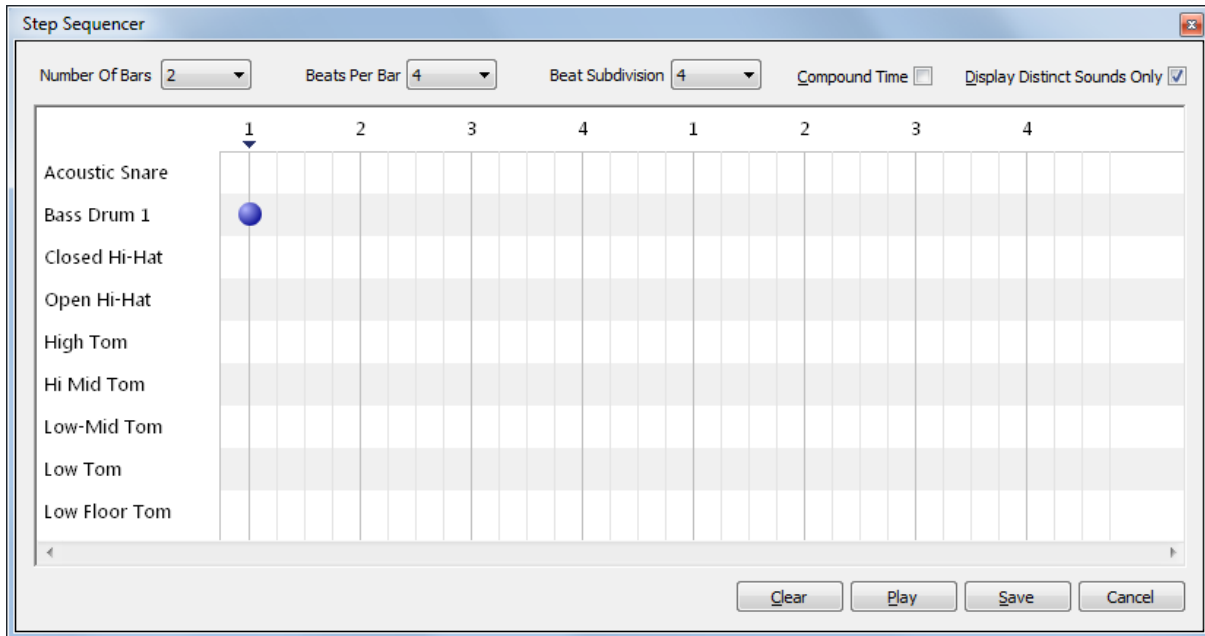 Step Sequencer
Number Of Bars 2 Beats Per Bar 4 Beat Subdivision 4 Compound Time Display Distinct Sounds Only
1 2 3 4 1 2 3 4
Acoustic Snare
Bass Drum 1
Closed Hi-Hat
Open Hi-Hat
High Tom
Hi Mid Tom
Low-Mid Tom
Low Tom
Low Floor Tom
Clear Play Save Cancel